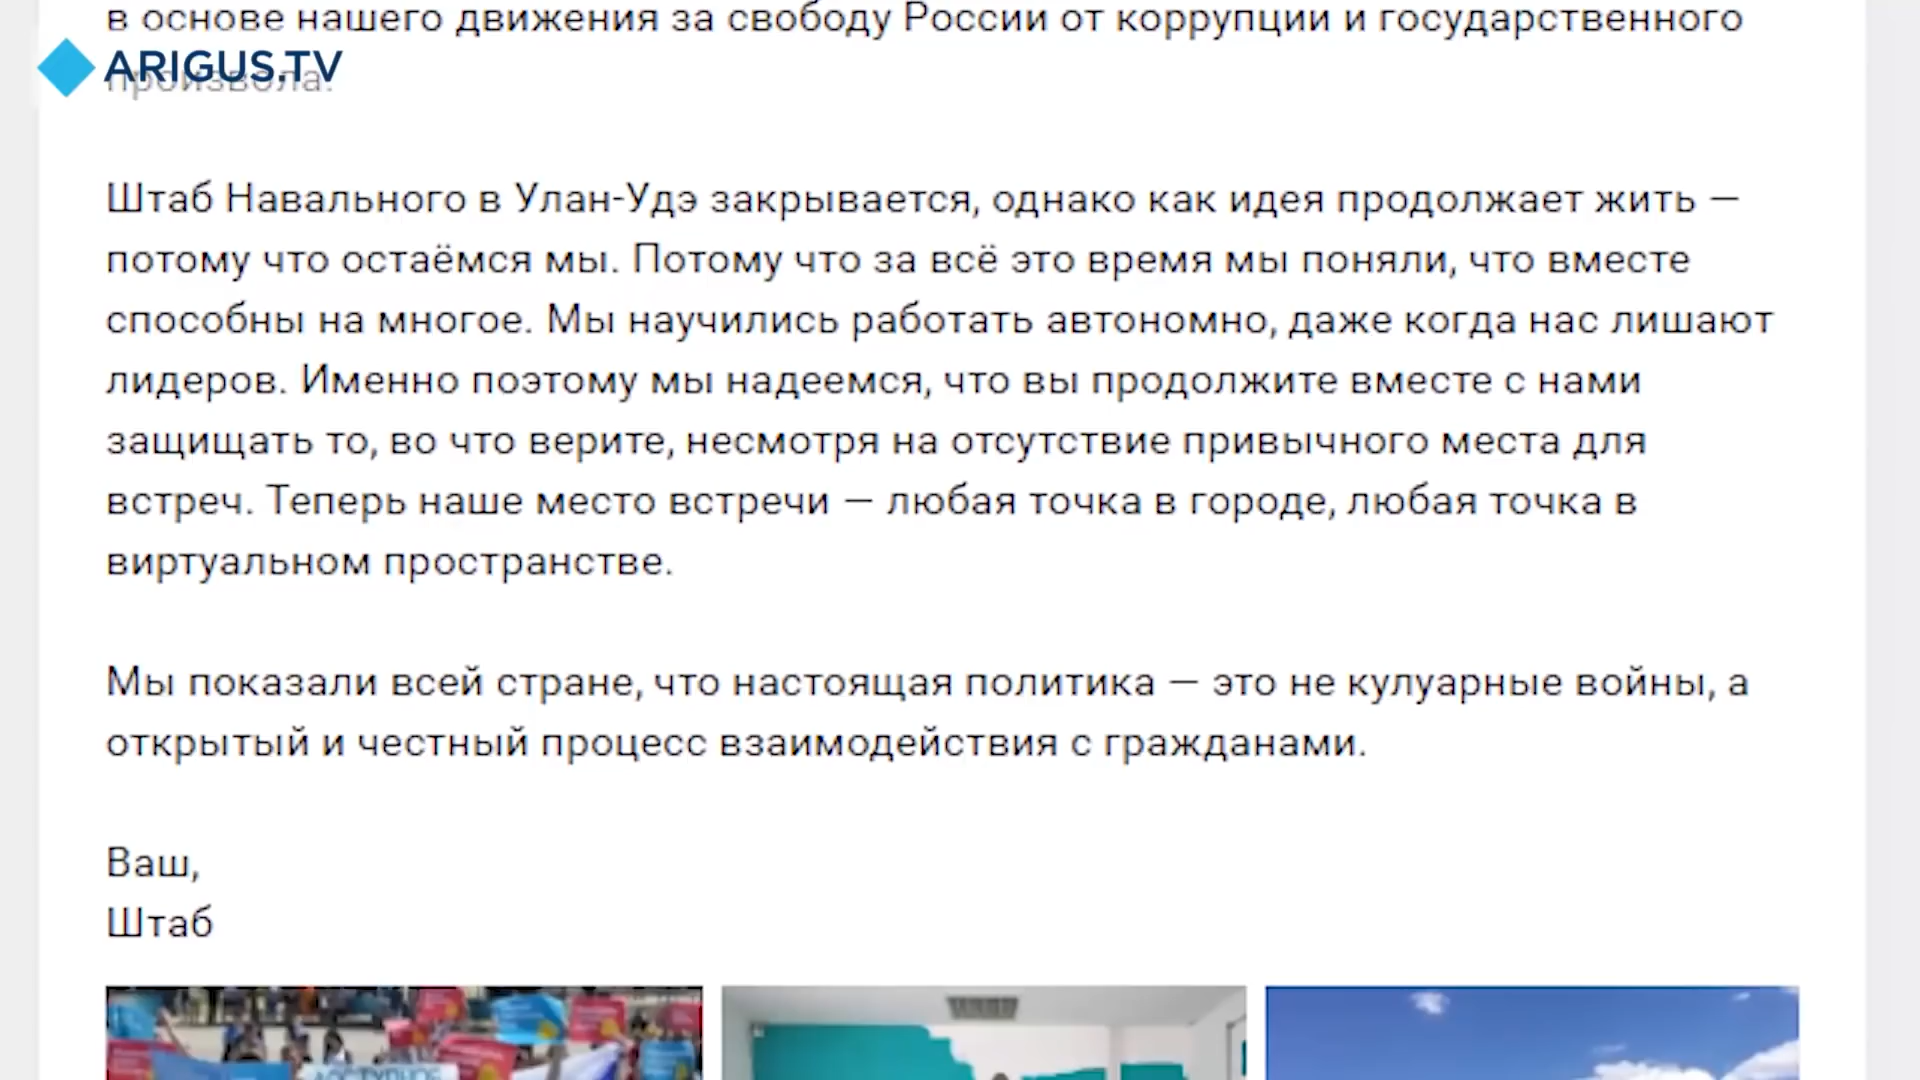 в основе нашего движения за свободу России от коррупции и государственного
ARIGUS.TV
произвола.
Штаб Навального в Улан-Удэ закрывается, однако как идея продолжает жить —
потому что остаёмся мы. Потому что за всё это время мы поняли, что вместе
способны на многое. Мы научились работать автономно, даже когда нас лишают
лидеров. Именно поэтому мы надеемся, что вы продолжите вместе с нами
защищать то, во что верите, несмотря на отсутствие привычного места для
встреч. Теперь наше место встречи — любая точка в городе, любая точка в
виртуальном пространстве.
Мы показали всей стране, что настоящая политика — это не кулуарные войны, а
открытый и честный процесс взаимодействия с гражданами.
Ваш,
Штаб